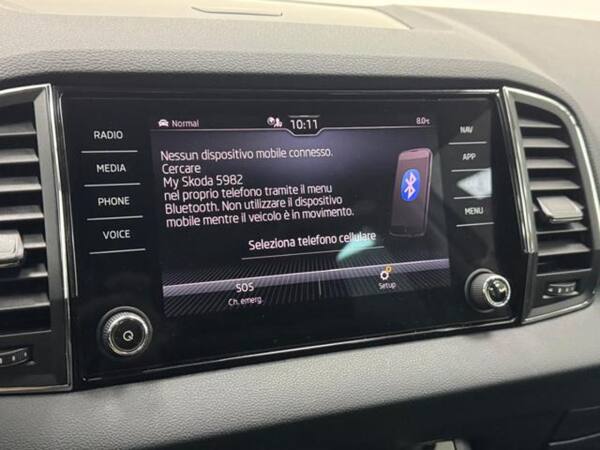 Normal 10:11 8.0°C
RADIO
MEDIA
PHONE
VOICE
Nessun dispositivo mobile connesso.
Cercare
My Skoda 5982
nel proprio telefono tramite il menu
Bluetooth. Non utilizzare il dispositivo
mobile mentre il veicolo è in movimento.
Seleziona telefono cellulare
SOS
Ch. emerg.
Setup
NAV
APP
MENU